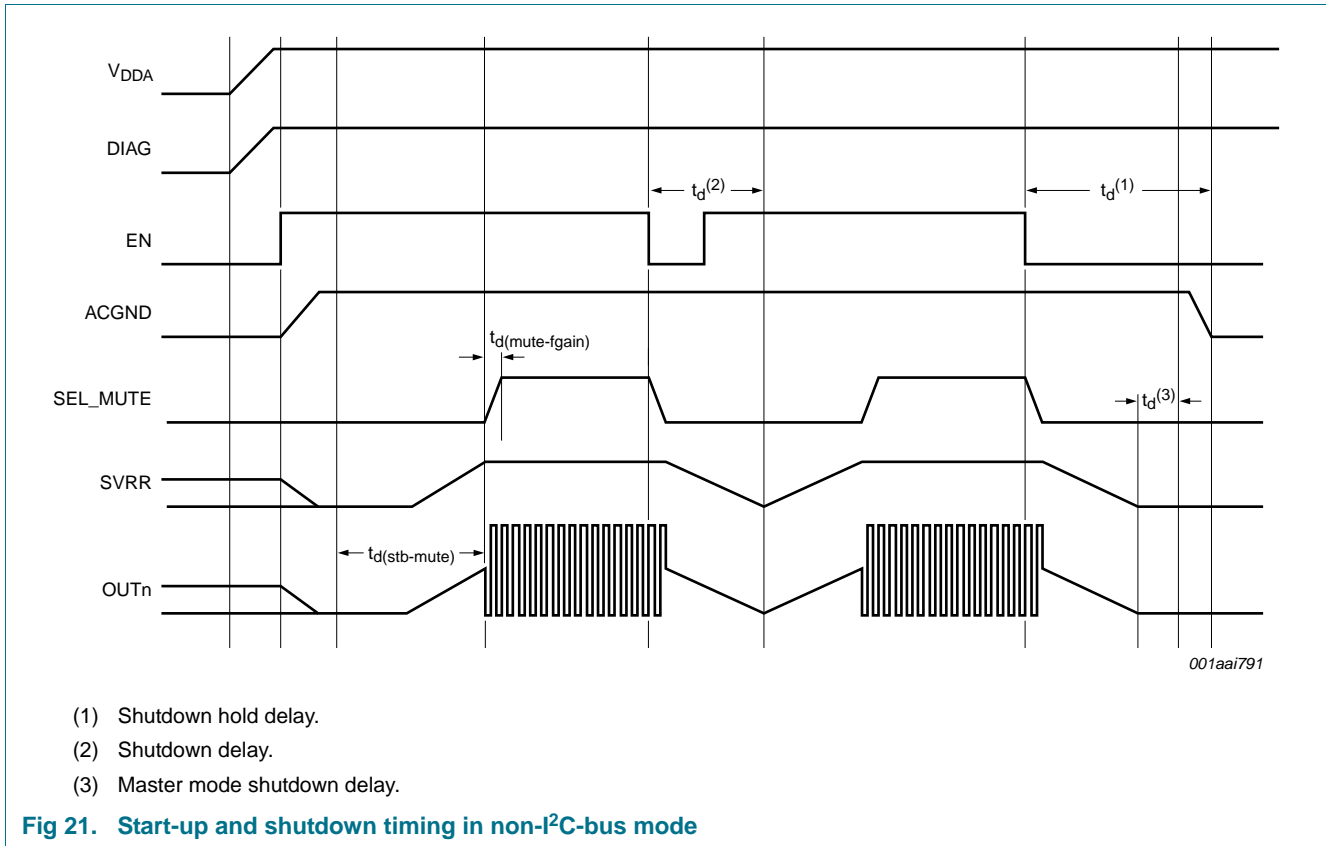 VDDA
DIAG
td(2)
td(1)
EN
ACGND
td(mute-fgain)
SEL_MUTE
td(3)
SVRR
td(stb-mute)
OUTn
001aai791
(1) Shutdown hold delay.
(2) Shutdown delay.
(3) Master mode shutdown delay.
Fig 21. Start-up and shutdown timing in non-I2C-bus mode